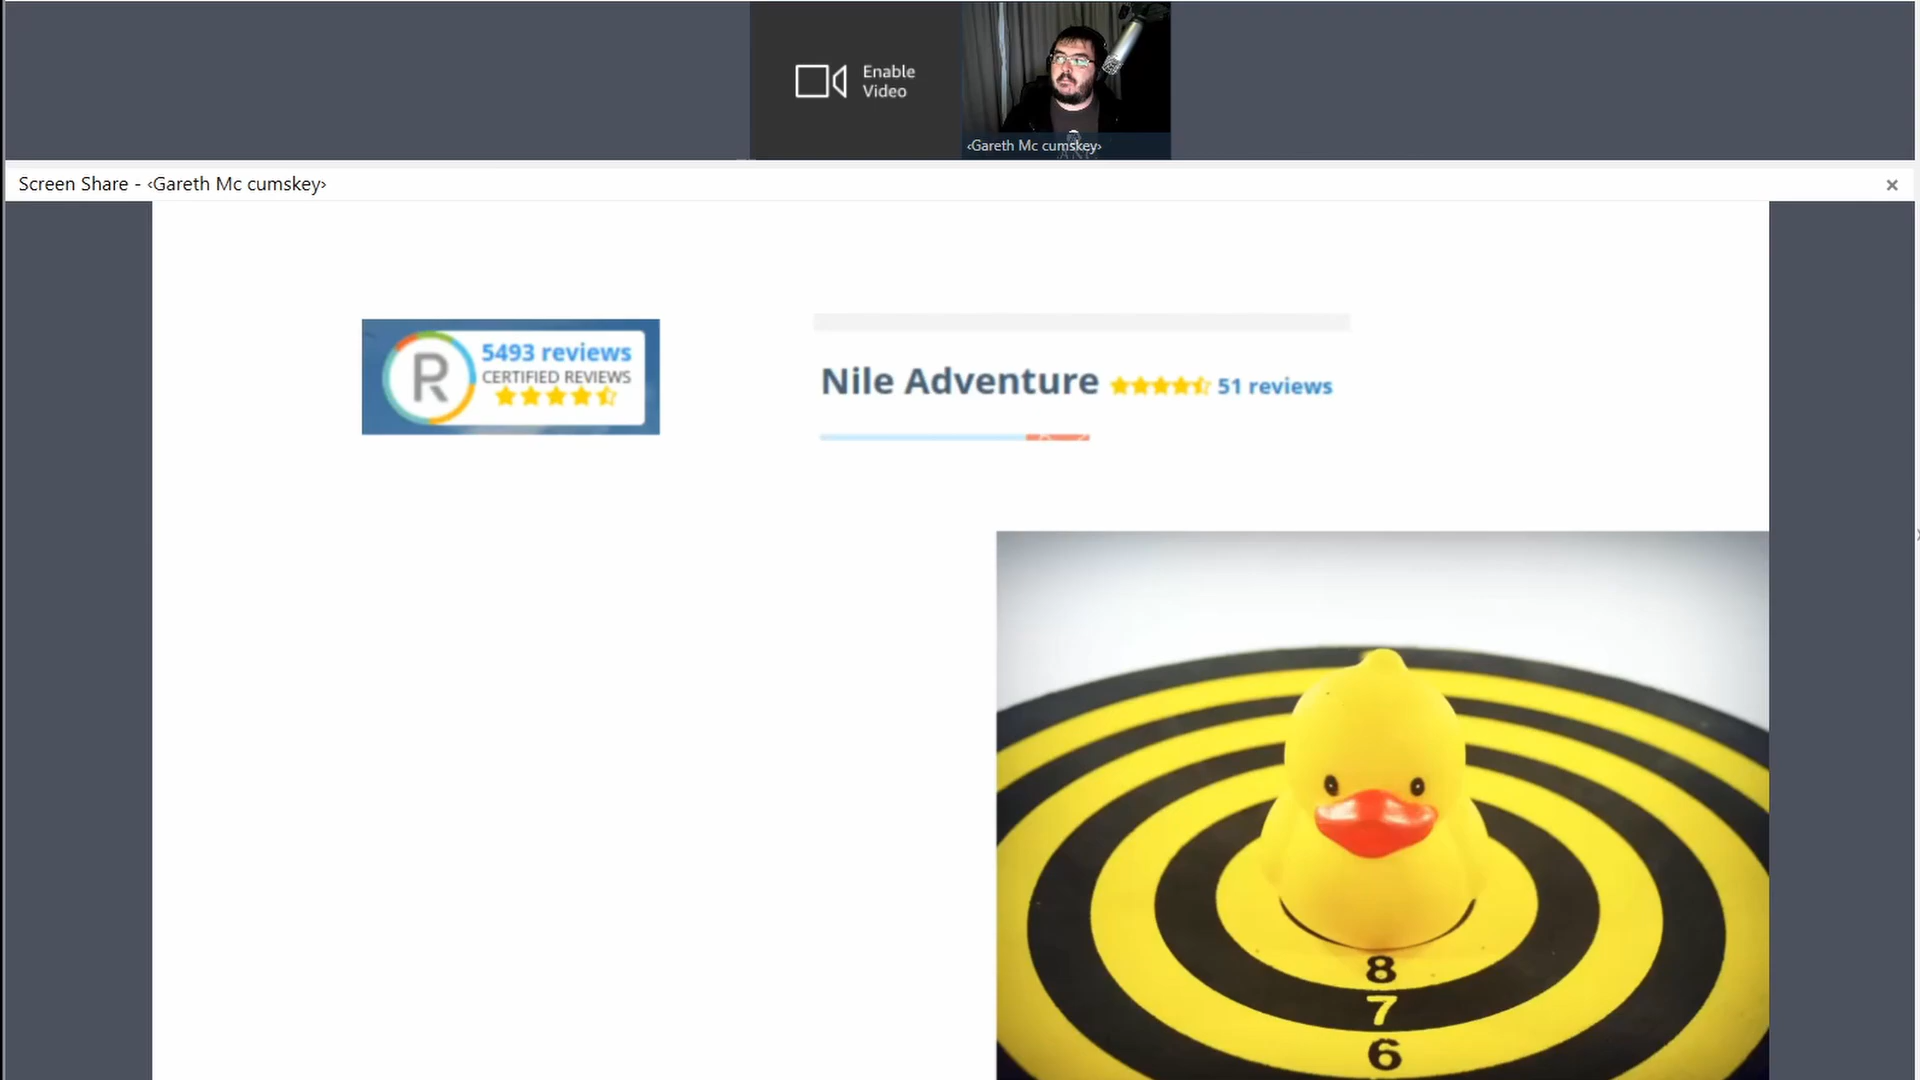 Enable
Video
‹Gareth Mc cumskey›
Screen Share - ‹Gareth Mc cumskey›
R
5493 reviews
CERTIFIED REVIEWS
Nile Adventure 51 reviews
8
7
6